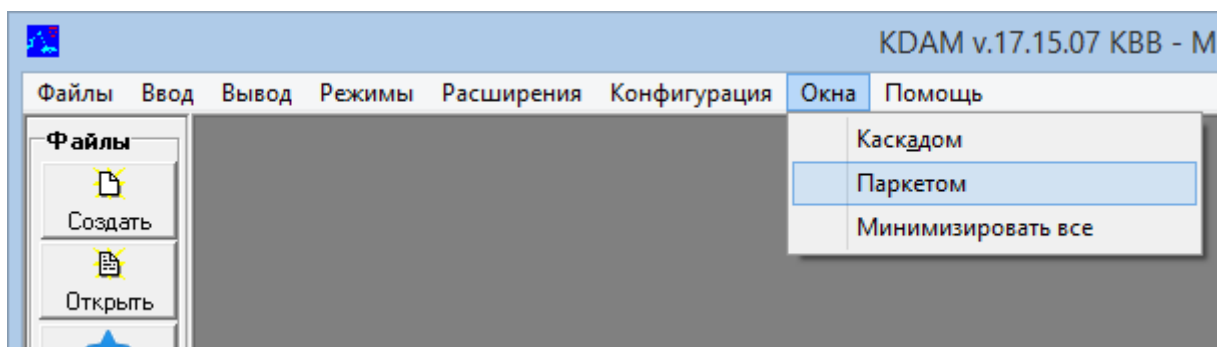 KDAM v.17.15.07 KBB - M
Файлы Ввод Вывод Режимы Расширения Конфигурация Окна Помощь
Файлы
Создать
Открыть
Каскадом
Паркетом
Минимизировать все